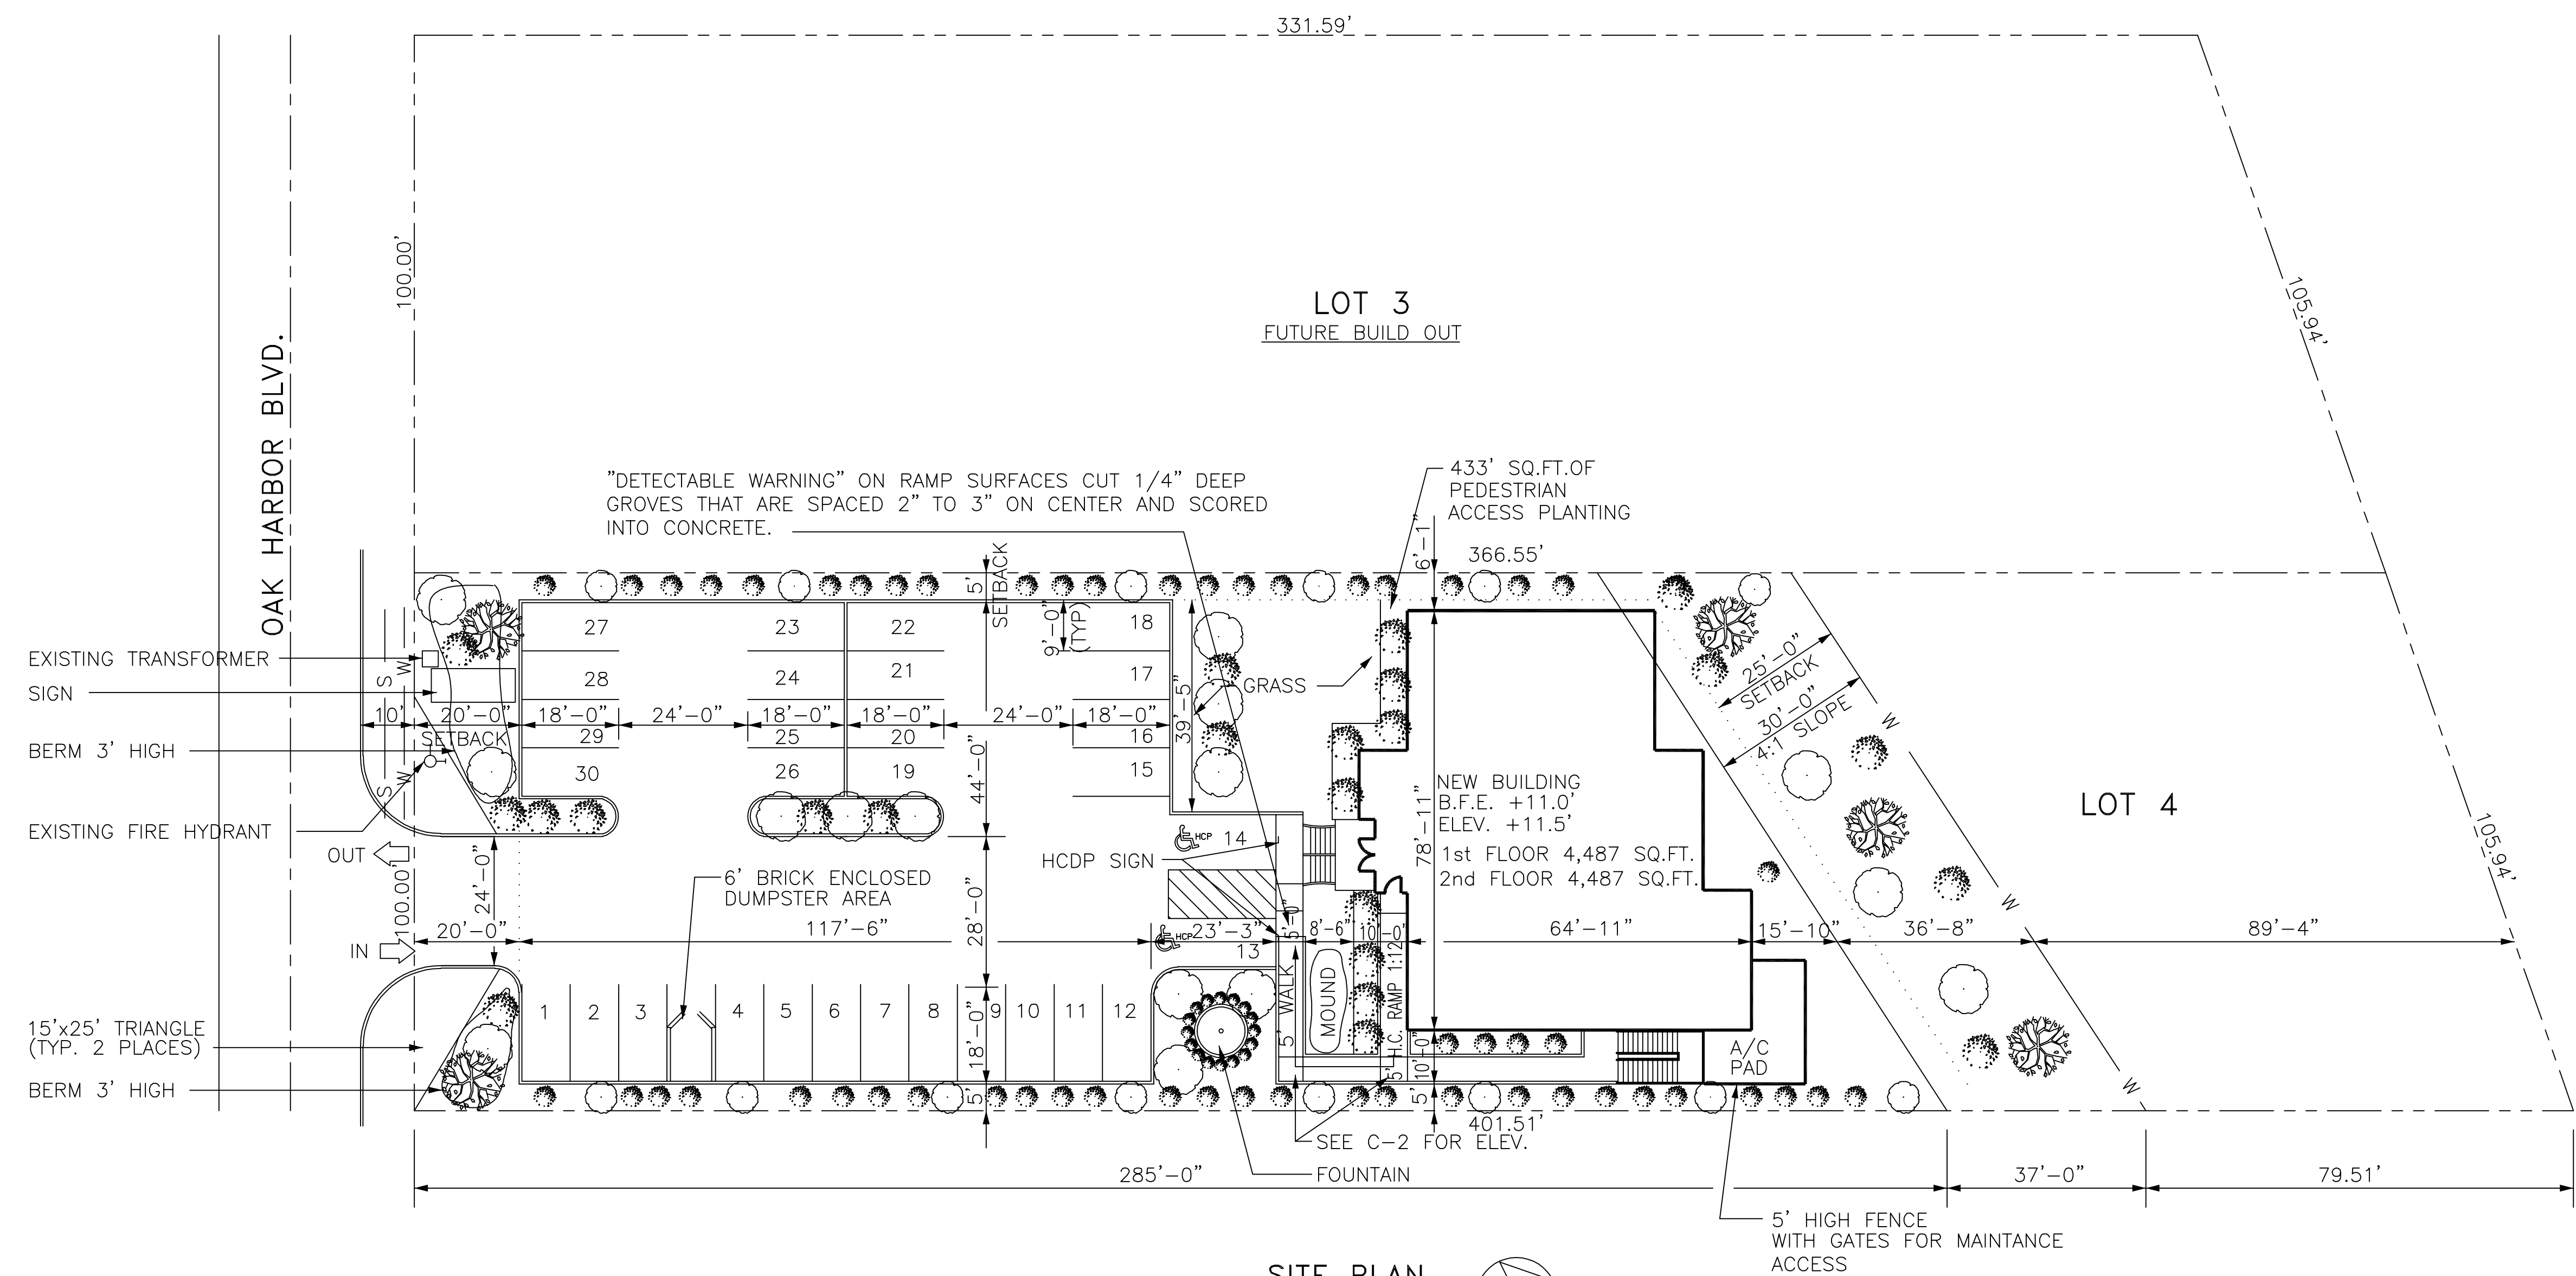 331.59'
100.00'
OAK HARBOR BLVD.
LOT 3
FUTURE BUILD OUT
105.94'
"DETECTABLE WARNING" ON RAMP SURFACES CUT 1/4" DEEP
GROVES THAT ARE SPACED 2" TO 3" ON CENTER AND SCORED
INTO CONCRETE.
433' SQ.FT.OF
PEDESTRIAN
ACCESS PLANTING
6'-1"
366.55'
5'
SETBACK
9'-0"
(TYP)
27
23
22
18
28
24
21
17
EXISTING TRANSFORMER
SIGN
S
W
GRASS
39'-5"
10'
20'-0"
SETBACK
18'-0"
24'-0"
18'-0"
18'-0"
24'-0"
18'-0"
29
25
20
16
30
26
19
15
BERM 3' HIGH
S
W
EXISTING FIRE HYDRANT
44'-0"
25'-0"
SETBACK
30'-0"
4:1 SLOPE
W
NEW BUILDING
B.F.E. +11.0'
ELEV. +11.5'
1st FLOOR 4,487 SQ.FT.
2nd FLOOR 4,487 SQ.FT.
78'-11"
LOT 4
105.94'
OUT
100.00'
24'-0"
HCP
14
HCDP SIGN
6' BRICK ENCLOSED
DUMPSTER AREA
28'-0"
W
IN
20'-0"
117'-6"
HCP
23'-3"
13
5'-0"
8'-6"
10'-0"
64'-11"
15'-10"
36'-8"
89'-4"
1
2
3
4
5
6
7
8
9
10
11
12
18'-0"
5' WALK
MOUND
5' H.C. RAMP 1:12
10'-0"
A/C
PAD
15'x25' TRIANGLE
(TYP. 2 PLACES)
BERM 3' HIGH
W
5'
5'
401.51'
SEE C-2 FOR ELEV.
FOUNTAIN
285'-0"
37'-0"
79.51'
5' HIGH FENCE
WITH GATES FOR MAINTANCE
ACCESS
SITE PLAN